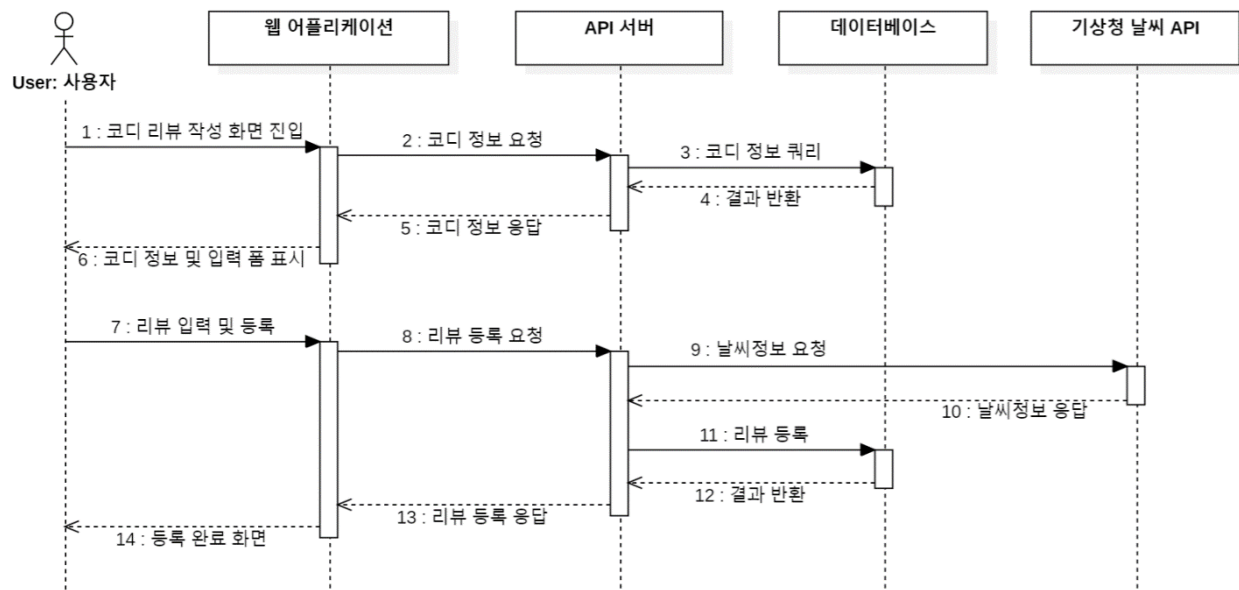 웹 어플리케이션
API 서버
데이터베이스
기상청 날씨 API
User: 사용자
1 : 코디 리뷰 작성 화면 진입
2 : 코디 정보 요청
3 : 코디 정보 쿼리
4 : 결과 반환
5 : 코디 정보 응답
6 : 코디 정보 및 입력 폼 표시
7 : 리뷰 입력 및 등록
8 : 리뷰 등록 요청
9 : 날씨정보 요청
10 : 날씨정보 응답
11 : 리뷰 등록
12 : 결과 반환
13 : 리뷰 등록 응답
14 : 등록 완료 화면